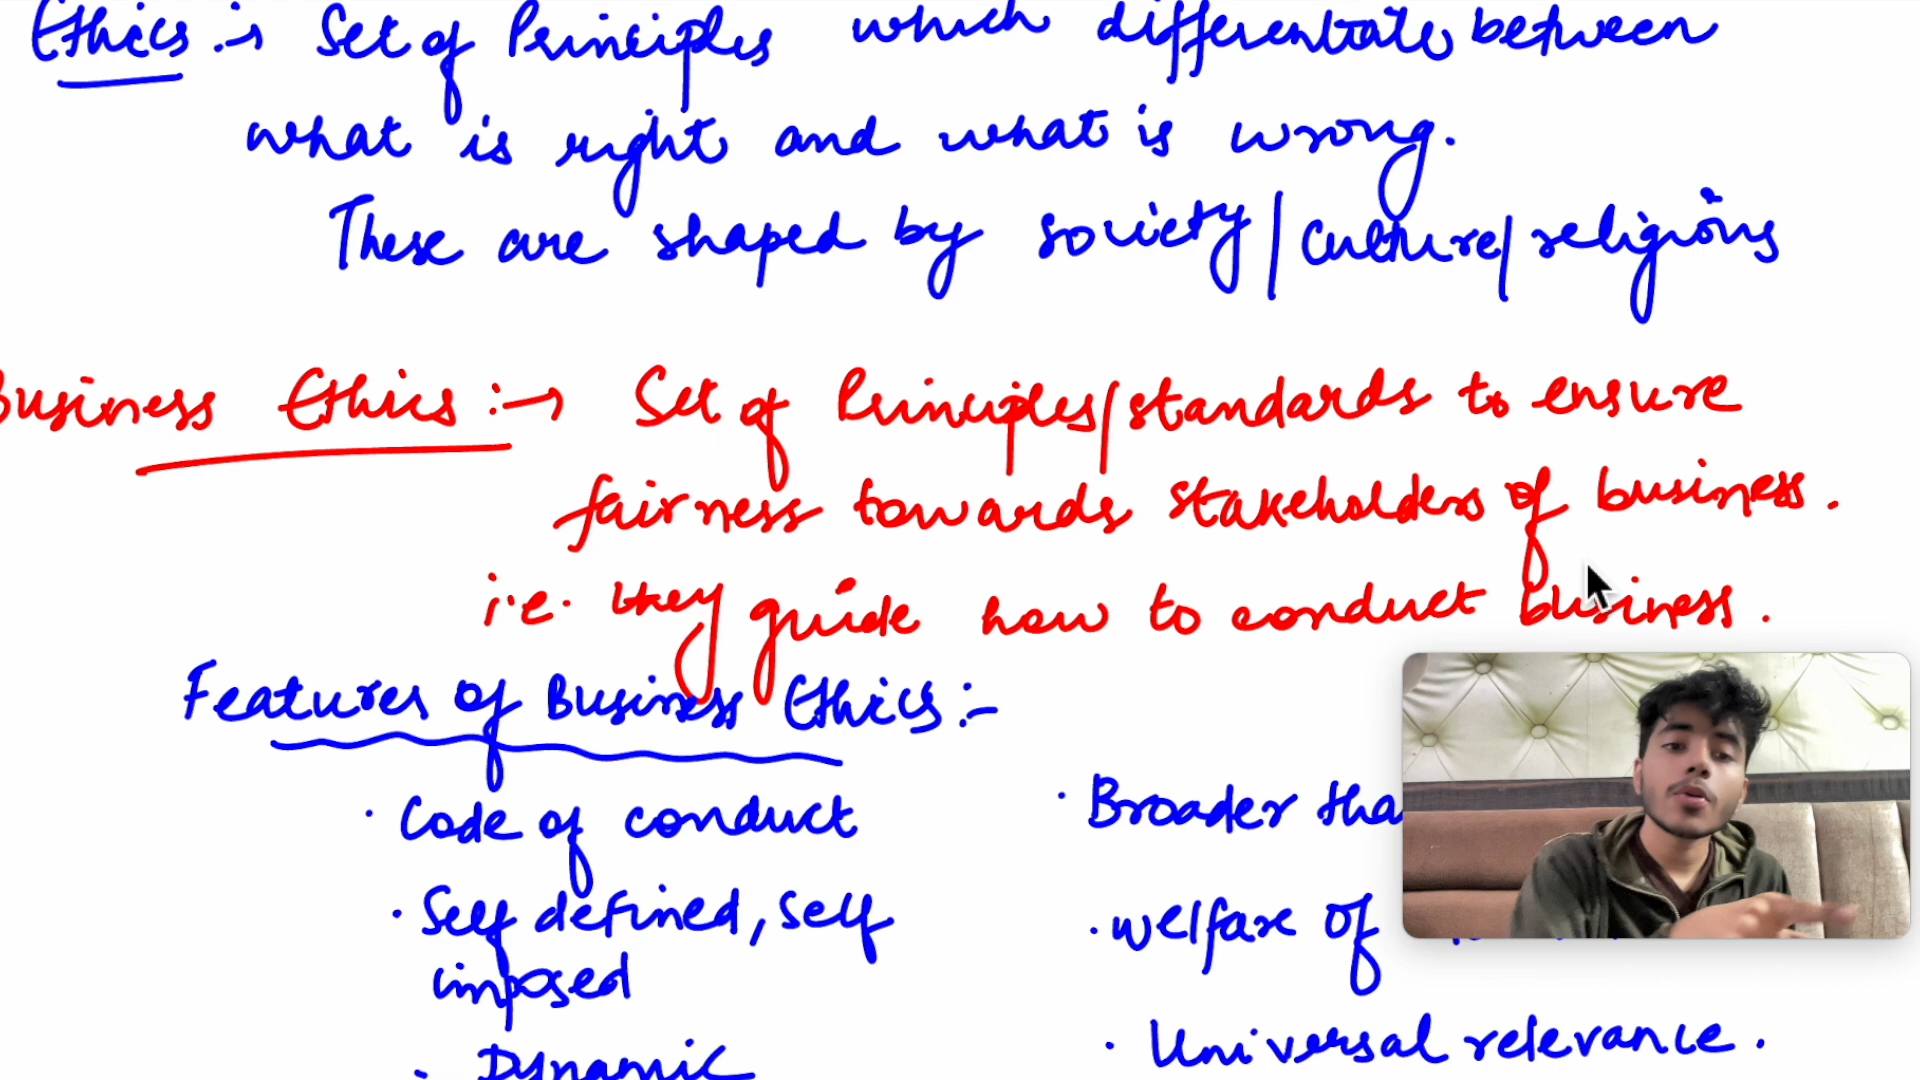 Ethics :→ Set of Principles which differentiate between
what is right and what is wrong.
These are shaped by society/culture/religions
Business Ethics :→ Set of Principles/standards to ensure
fairness towards stakeholders of business.
i.e. they guide how to conduct business.
Features of Business Ethics :-
· Code of conduct
· Self defined, self
imposed
· Dynamic
· Broader
· welfare of
· Universal relevance.